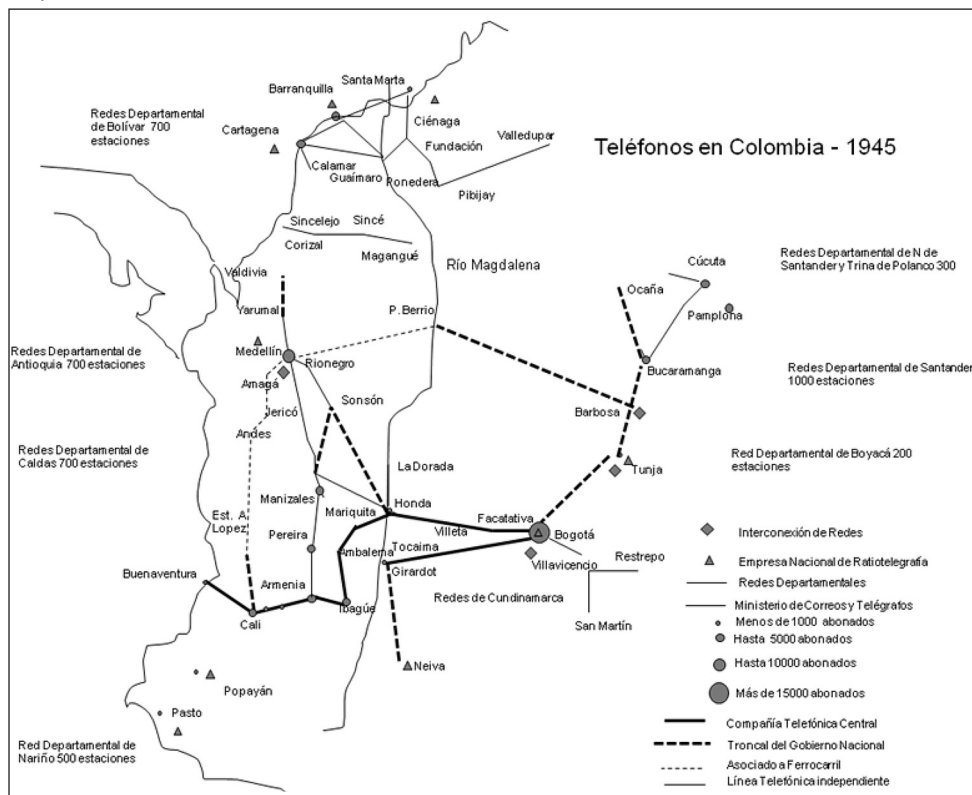 Teléfonos en Colombia - 1945
Santa Marta
Barranquilla
Redes Departamental
de Bolívar 700
estaciones
Cartagena
Ciénaga
Valledupar
Fundación
Calamar
Guaímaro
Ponedera
Pibijay
Sincelejo
Sincé
Corizal
Magangué
Río Magdalena
Redes Departamental de N de
Santander y Trina de Polanco 300
Cúcuta
Valdivia
Ocaña
Pamplona
Yarumal
P. Berrio
Redes Departamental de
Antioquia 700 estaciones
Medellín
Rionegro
Bucaramanga
Redes Departamental de Santander
1000 estaciones
Amagá
Jericó
Sonsón
Barbosa
Andes
Redes Departamental de
Caldas 700 estaciones
Red Departamental de Boyacá 200
estaciones
Tunja
La Dorada
Manizales
Honda
Mariquita
Est. A.
Lopez
Facatativa
Villeta
Bogotá
Pereira
Ambalema
Tocaima
Girardot
Villavicencio
Restrepo
Buenaventura
Armenia
Ibagúe
Redes de Cundinamarca
Cali
San Martín
Neiva
Popayán
Pasto
Red Departamental de
Nariño 500 estaciones
Interconexión de Redes
Empresa Nacional de Ratiotelegrafía
Redes Departamentales
Ministerio de Correos y Telégrafos
Menos de 1000 abonados
Hasta 5000 abonados
Hasta 10000 abonados
Más de 15000 abonados
Compañía Telefónica Central
Troncal del Gobierno Nacional
Asociado a Ferrocarril
Línea Telefónica independiente